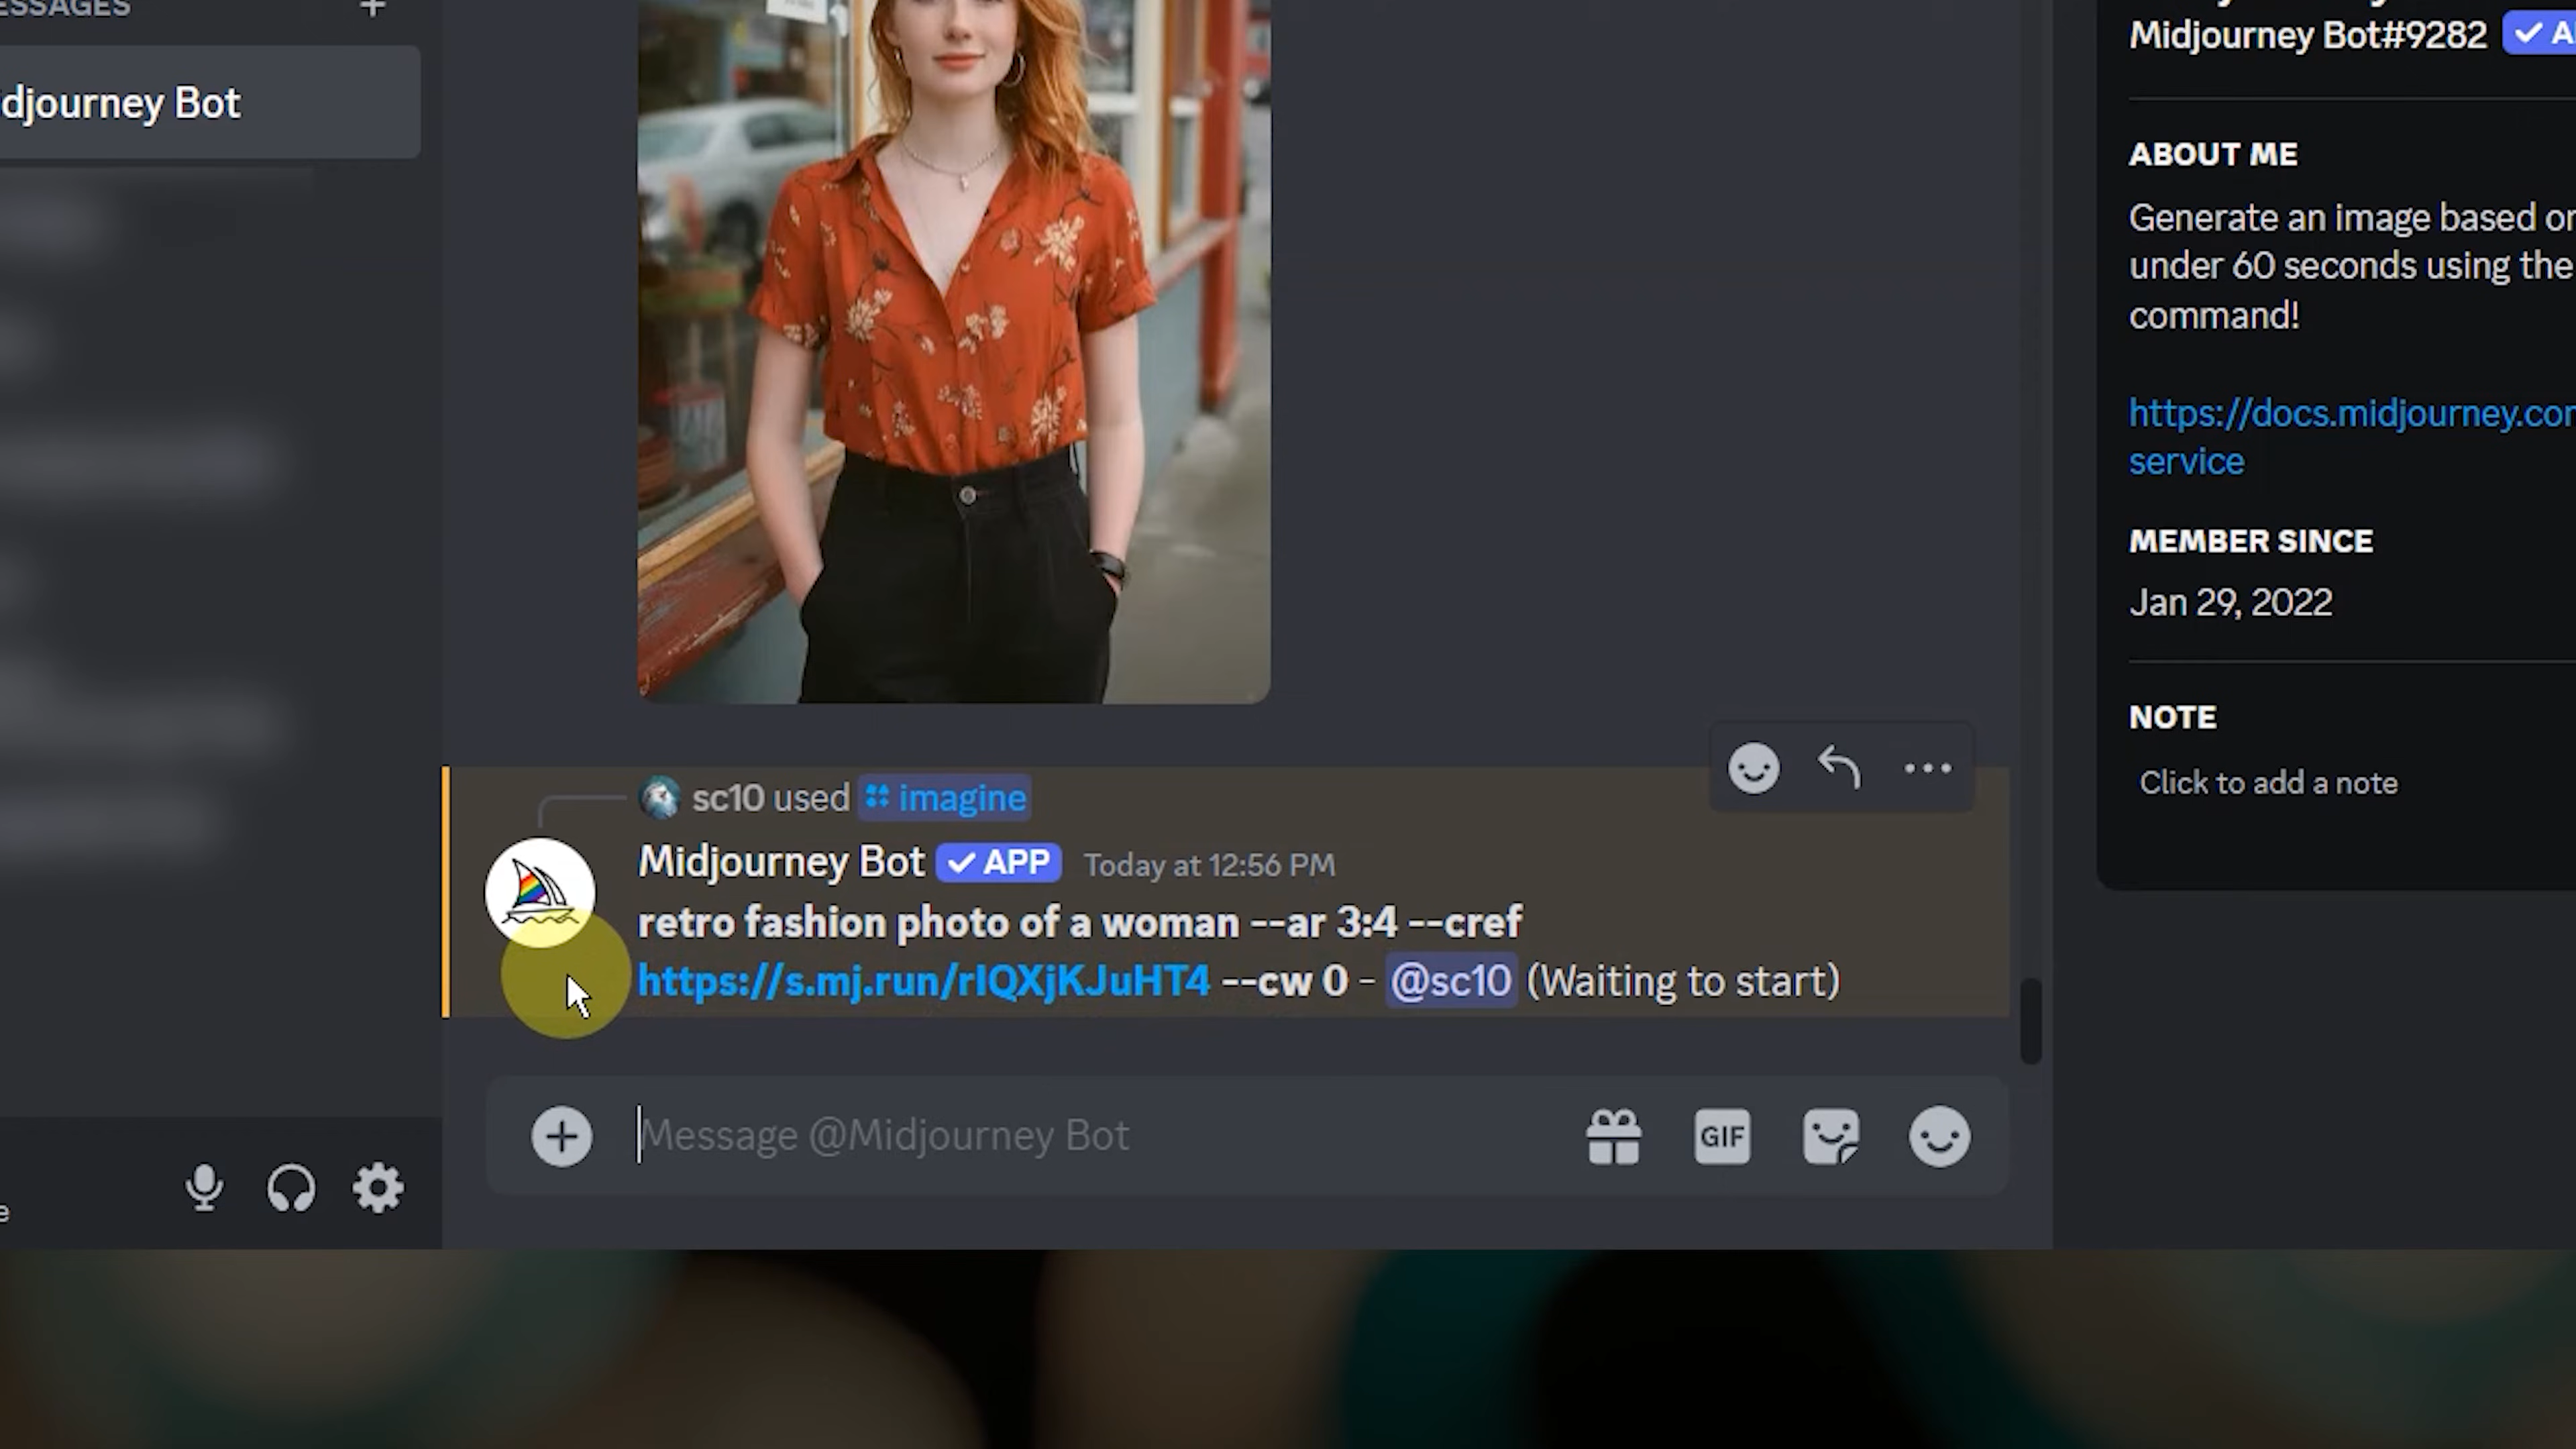 ESSAGES
djourney Bot
Midjourney Bot#9282
ABOUT ME
Generate an image based on
under 60 seconds using the
command!
https://docs.midjourney.com
service
MEMBER SINCE
Jan 29, 2022
NOTE
Click to add a note
sc10 used imagine
Midjourney Bot APP Today at 12:56 PM
retro fashion photo of a woman --ar 3:4 --cref
https://s.mj.run/rIQXjKJuHT4 --cw 0 - @sc10 (Waiting to start)
Message @Midjourney Bot
GIF